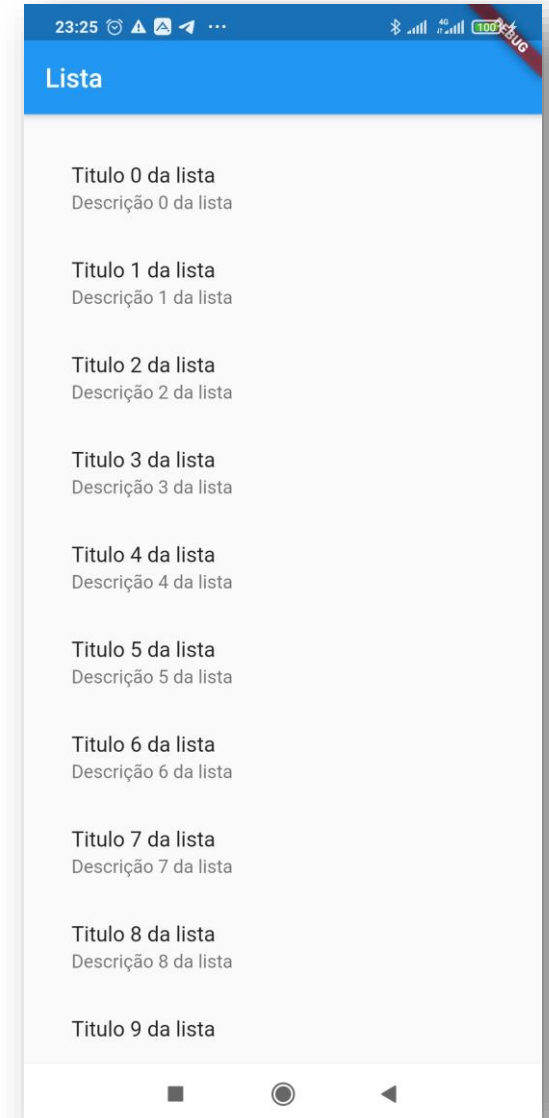 23:25
4G
100
DEBUG
Lista
Titulo 0 da lista
Descrição 0 da lista
Titulo 1 da lista
Descrição 1 da lista
Titulo 2 da lista
Descrição 2 da lista
Titulo 3 da lista
Descrição 3 da lista
Titulo 4 da lista
Descrição 4 da lista
Titulo 5 da lista
Descrição 5 da lista
Titulo 6 da lista
Descrição 6 da lista
Titulo 7 da lista
Descrição 7 da lista
Titulo 8 da lista
Descrição 8 da lista
Titulo 9 da lista